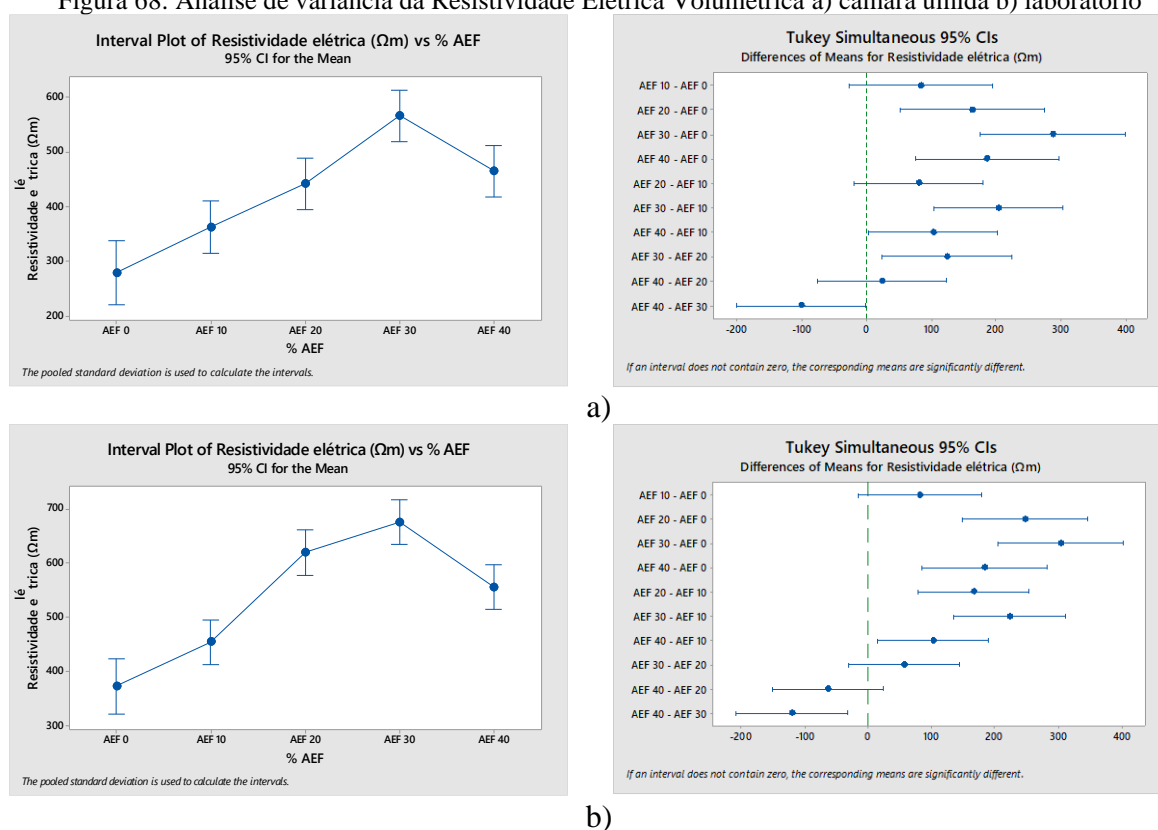 Figura 68: Análise de variância da Resistividade Elétrica Volumétrica a) câmara úmida b) laboratório
Interval Plot of Resistividade elétrica (Ωm) vs % AEF
95% CI for the Mean
Resistividade elétrica (Ωm)
600
500
400
300
200
AEF 0 AEF 10 AEF 20 AEF 30 AEF 40
% AEF
The pooled standard deviation is used to calculate the intervals.
Tukey Simultaneous 95% CIs
Differences of Means for Resistividade elétrica (Ωm)
AEF 10 - AEF 0
AEF 20 - AEF 0
AEF 30 - AEF 0
AEF 40 - AEF 0
AEF 20 - AEF 10
AEF 30 - AEF 10
AEF 40 - AEF 10
AEF 30 - AEF 20
AEF 40 - AEF 20
AEF 40 - AEF 30
-200 -100 0 100 200 300 400
If an interval does not contain zero, the corresponding means are significantly different.
a)
Interval Plot of Resistividade elétrica (Ωm) vs % AEF
95% CI for the Mean
Resistividade elétrica (Ωm)
700
600
500
400
300
AEF 0 AEF 10 AEF 20 AEF 30 AEF 40
% AEF
The pooled standard deviation is used to calculate the intervals.
Tukey Simultaneous 95% CIs
Differences of Means for Resistividade elétrica (Ωm)
AEF 10 - AEF 0
AEF 20 - AEF 0
AEF 30 - AEF 0
AEF 40 - AEF 0
AEF 20 - AEF 10
AEF 30 - AEF 10
AEF 40 - AEF 10
AEF 30 - AEF 20
AEF 40 - AEF 20
AEF 40 - AEF 30
-200 -100 0 100 200 300 400
If an interval does not contain zero, the corresponding means are significantly different.
b)